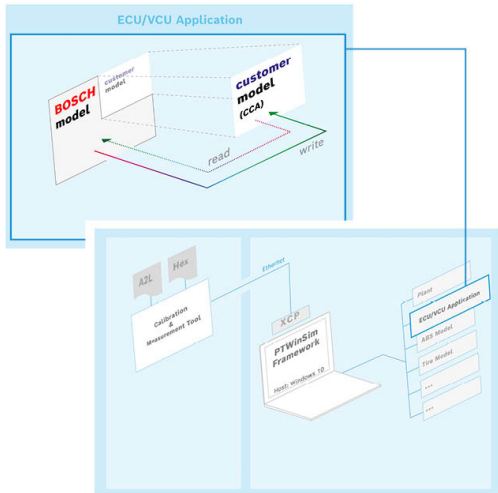 ECU/VCU Application
BOSCH
model
customer
model
customer
model
(CCA)
read
write
A2L
Hex
Calibration
&
Measurement Tool
Ethernet
XCP
PTWinSim
Framework
Host: Windows 10
Plant
ECU/VCU Application
ABS Model
Tire Model
...
...